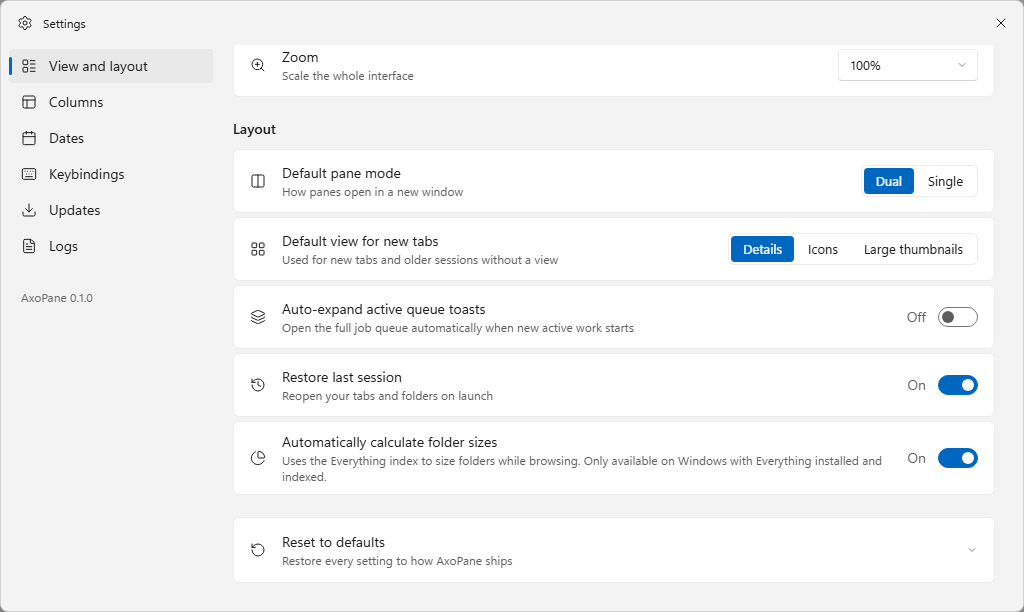 Settings
View and layout
Columns
Dates
Keybindings
Updates
Logs
AxoPane 0.1.0
Zoom
Scale the whole interface
100%
Layout
Default pane mode
How panes open in a new window
Dual
Single
Default view for new tabs
Used for new tabs and older sessions without a view
Details
Icons
Large thumbnails
Auto-expand active queue toasts
Open the full job queue automatically when new active work starts
Off
Restore last session
Reopen your tabs and folders on launch
On
Automatically calculate folder sizes
Uses the Everything index to size folders while browsing. Only available on Windows with Everything installed and
indexed.
On
Reset to defaults
Restore every setting to how AxoPane ships